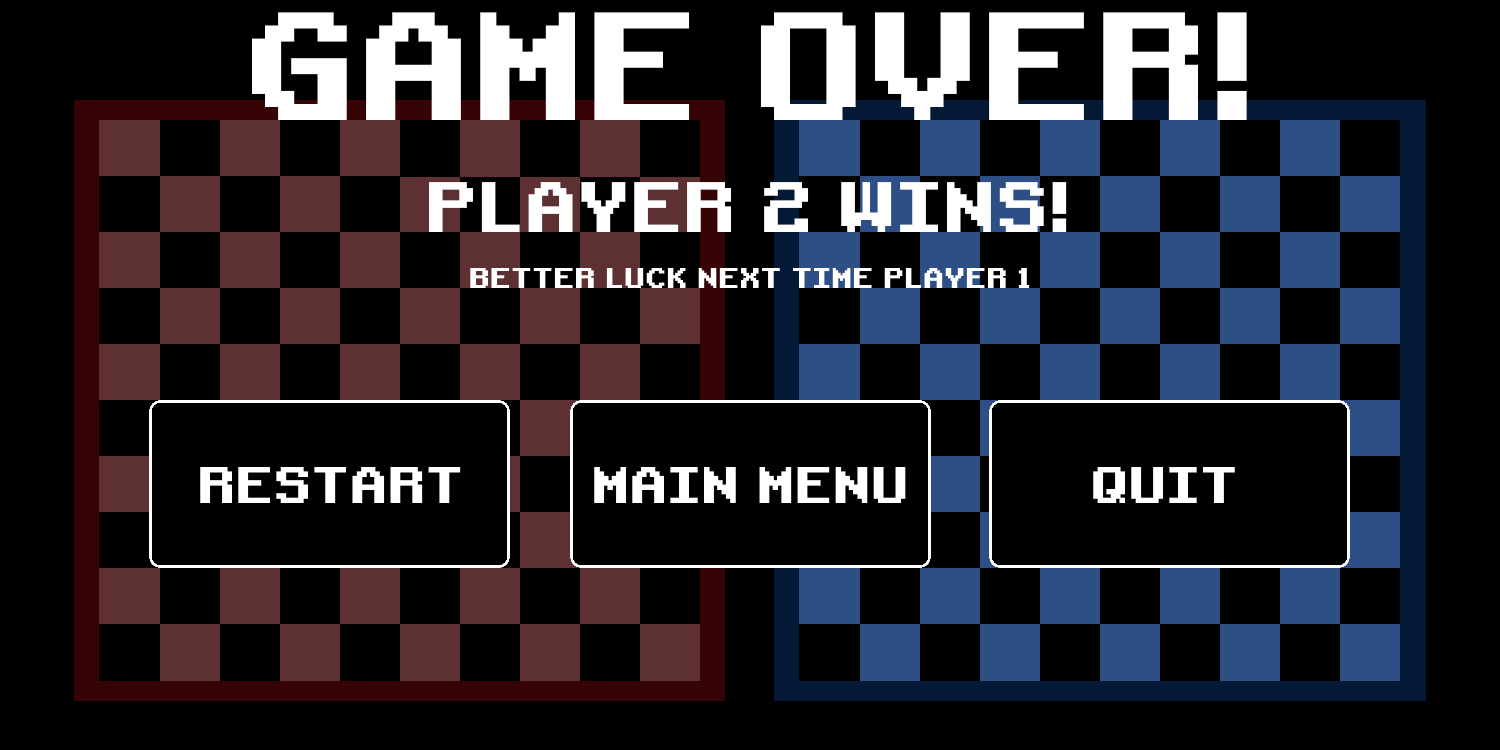 GAME OVER!
PLAYER 2 WINS!
BETTER LUCK NEXT TIME PLAYER 1
RESTART
MAIN MENU
QUIT